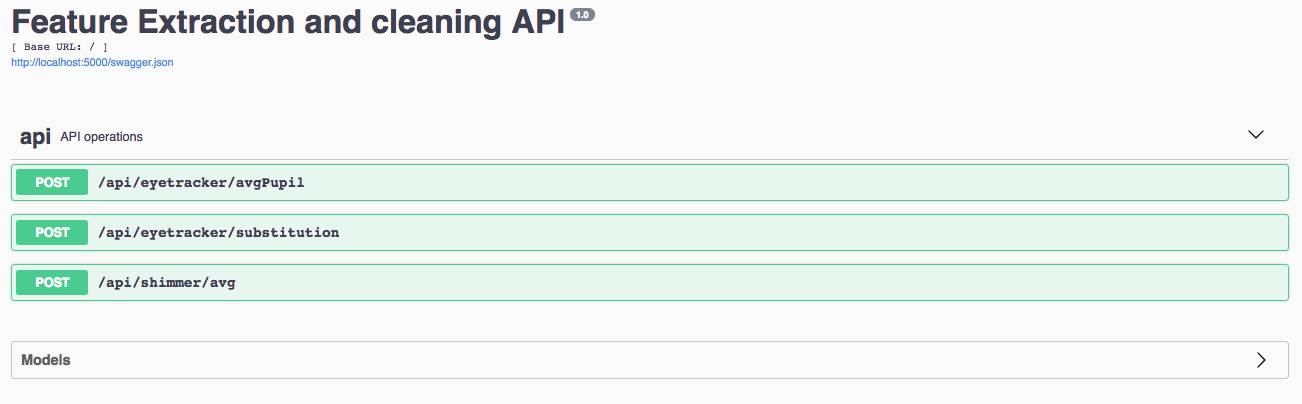 Feature Extraction and cleaning API 1.0
[ Base URL: / ]
http://localhost:5000/swagger.json
api API operations
POST /api/eyetracker/avgPupil
POST /api/eyetracker/substitution
POST /api/shimmer/avg
Models